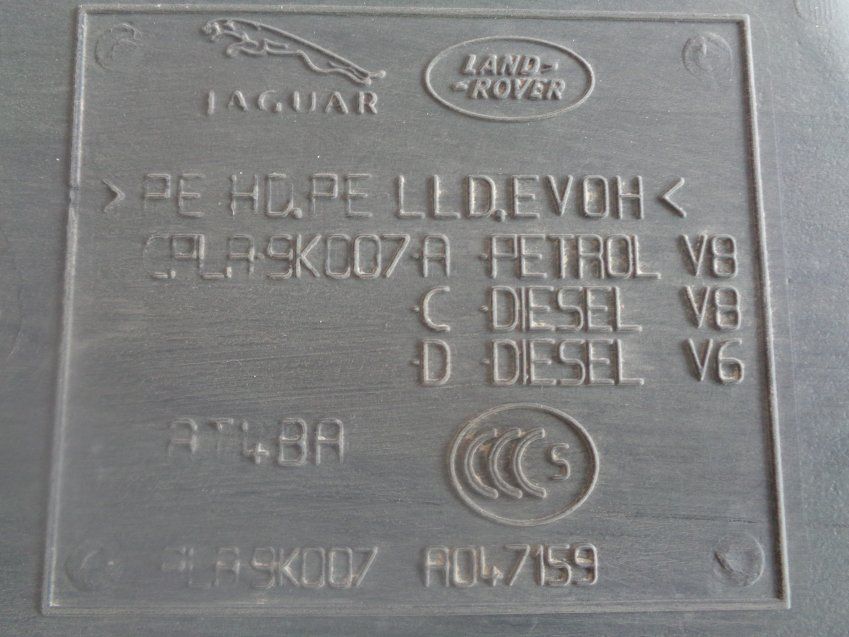 JAGUAR
LAND-
-ROVER
>PE HD,PE LLD,EVOH<
CPLA-9K007-A -PETROL V8
-C -DIESEL V8
-D -DIESEL V6
AT4BA
CCC S
PLA 9K007 A047159